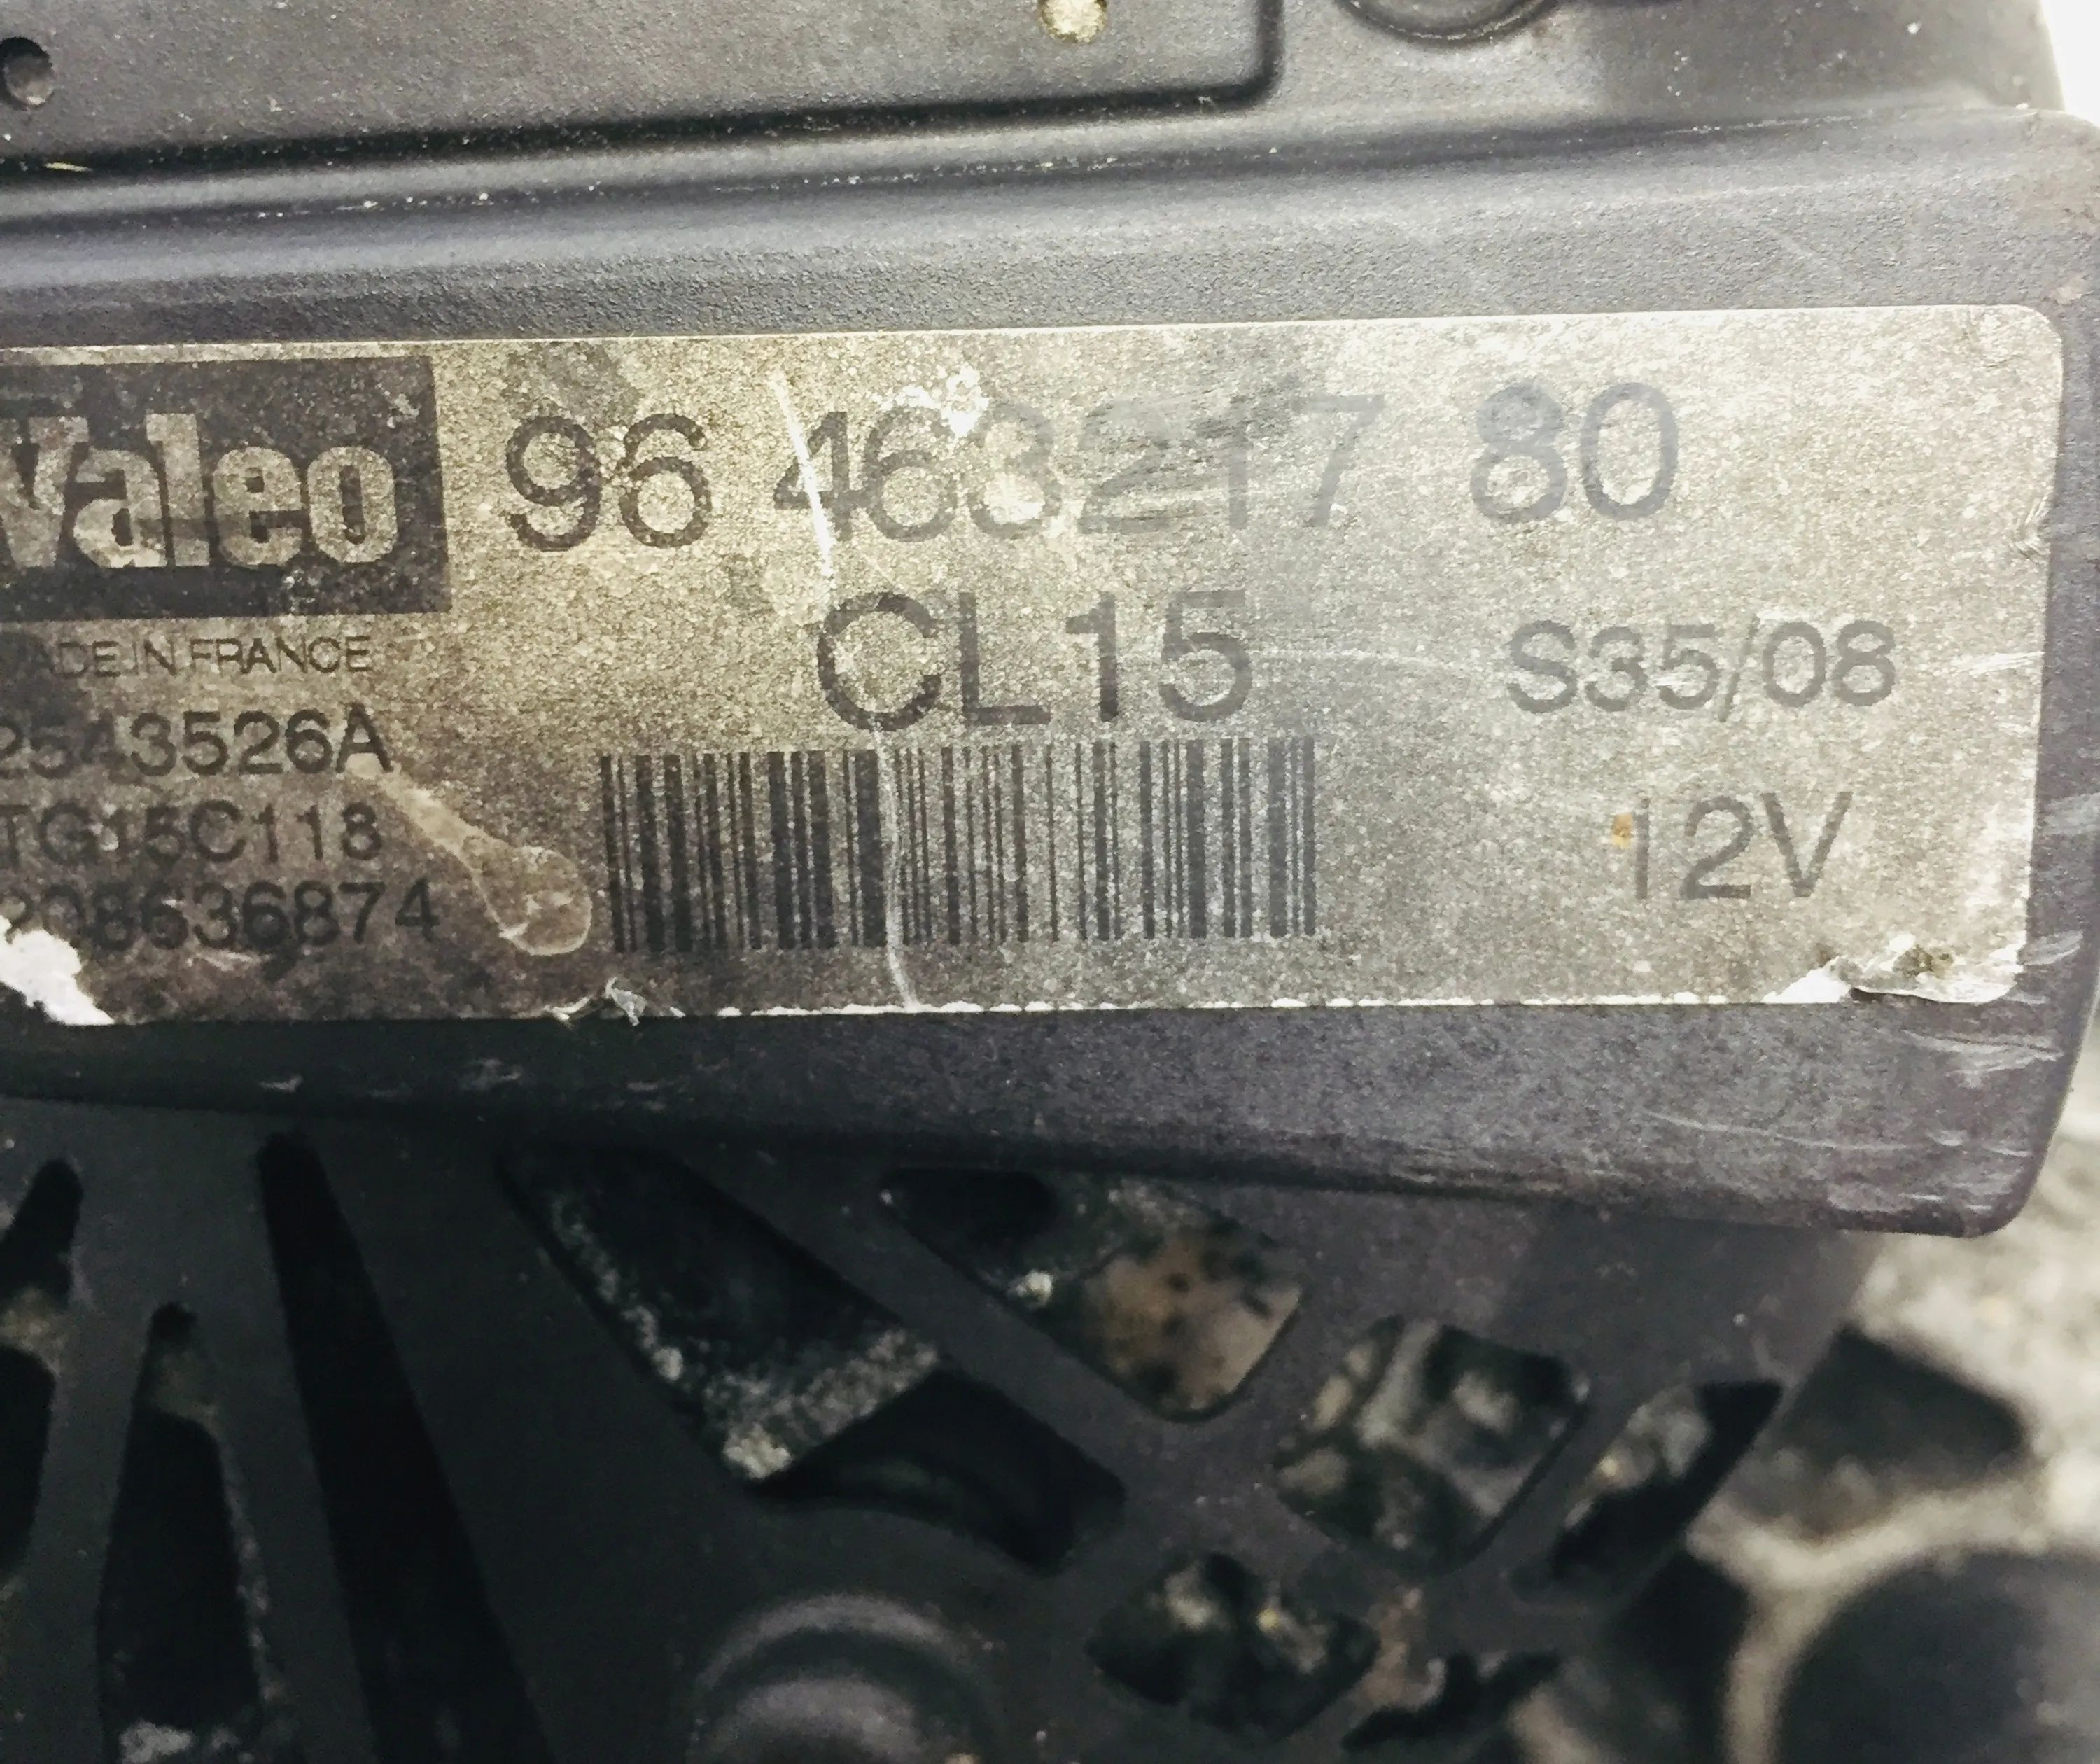 Valeo
96 463217 80
CL15
S35/08
12V
MADE IN FRANCE
2543526A
TG15C118
208636874